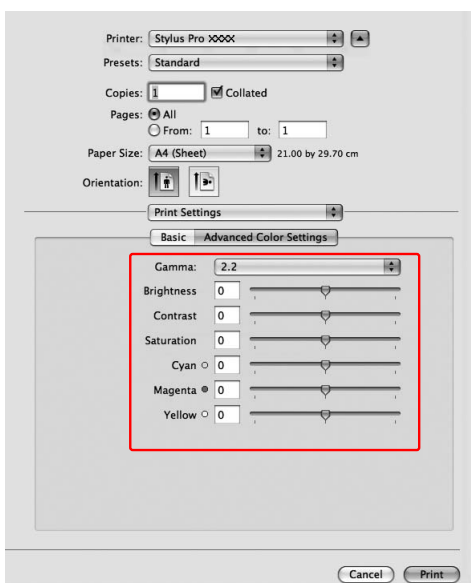 Printer: Stylus Pro XXXX
Presets: Standard
Copies: 1 Collated
Pages: All
From: 1 to: 1
Paper Size: A4 (Sheet) 21.00 by 29.70 cm
Orientation:
Print Settings
Basic Advanced Color Settings
Gamma: 2.2
Brightness 0
Contrast 0
Saturation 0
Cyan 0
Magenta 0
Yellow 0
Cancel Print